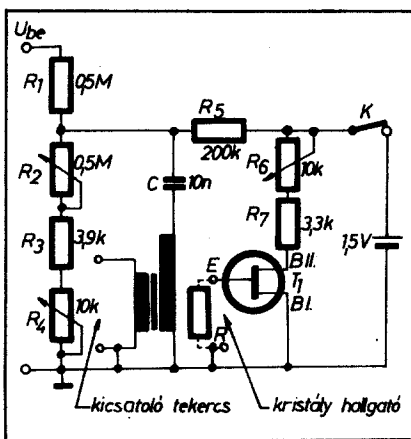 Ube
R1 0,5M
R5
200k
K
R2 0,5M
C 10n
R6 10k
R3 3,9k
R7 3,3k
1,5V
E
BII.
T1
BI.
R4 10k
R
kicsatoló tekercs
kristály hallgató